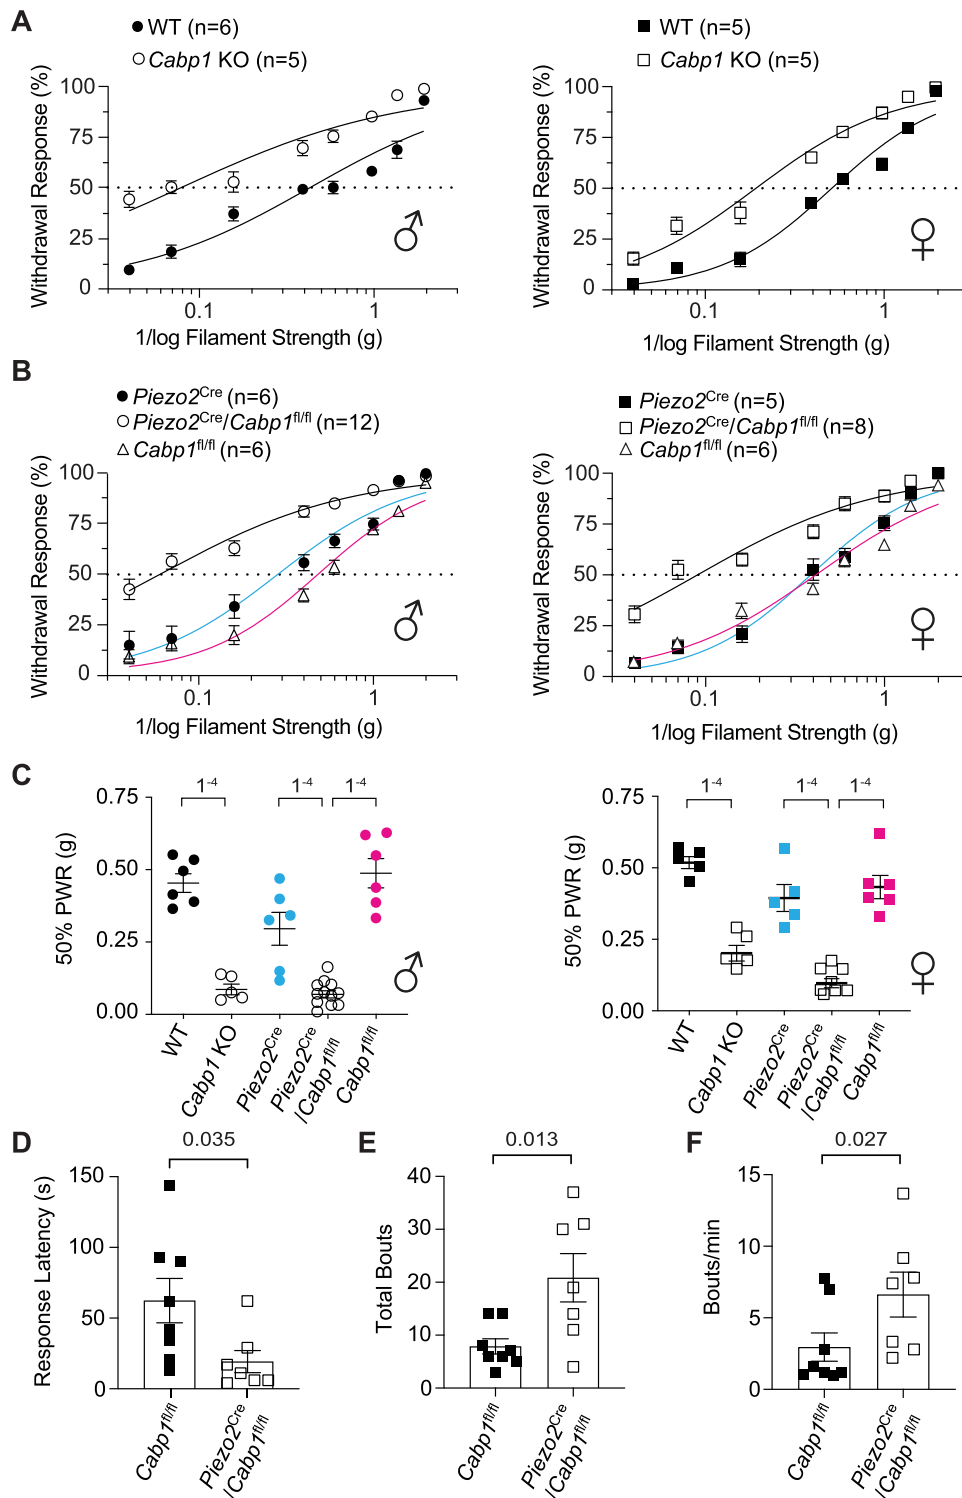 A
WT (n=6)
Cabp1 KO (n=5)
WT (n=5)
Cabp1 KO (n=5)
Withdrawal Response (%)
100
75
50
25
0
0.1
1
1/log Filament Strength (g)
♂
Withdrawal Response (%)
100
75
50
25
0
0.1
1
1/log Filament Strength (g)
♀
B
Piezo2Cre (n=6)
Piezo2Cre/Cabp1fl/fl (n=12)
Cabp1fl/fl (n=6)
Piezo2Cre (n=5)
Piezo2Cre/Cabp1fl/fl (n=8)
Cabp1fl/fl (n=6)
Withdrawal Response (%)
100
75
50
25
0
0.1
1
1/log Filament Strength (g)
♂
Withdrawal Response (%)
100
75
50
25
0
0.1
1
1/log Filament Strength (g)
♀
C
1-4
1-4
1-4
50% PWR (g)
0.75
0.50
0.25
0.00
♂
WT
Cabp1 KO
Piezo2Cre
Piezo2Cre
/Cabp1fl/fl
Cabp1fl/fl
1-4
1-4
1-4
50% PWR (g)
0.75
0.50
0.25
0.00
♀
WT
Cabp1 KO
Piezo2Cre
Piezo2Cre
/Cabp1fl/fl
Cabp1fl/fl
D
0.035
Response Latency (s)
150
100
50
0
Cabp1fl/fl
Piezo2Cre
/Cabp1fl/fl
E
0.013
Total Bouts
40
30
20
10
0
Cabp1fl/fl
Piezo2Cre
/Cabp1fl/fl
F
0.027
Bouts/min
15
10
5
0
Cabp1fl/fl
Piezo2Cre
/Cabp1fl/fl